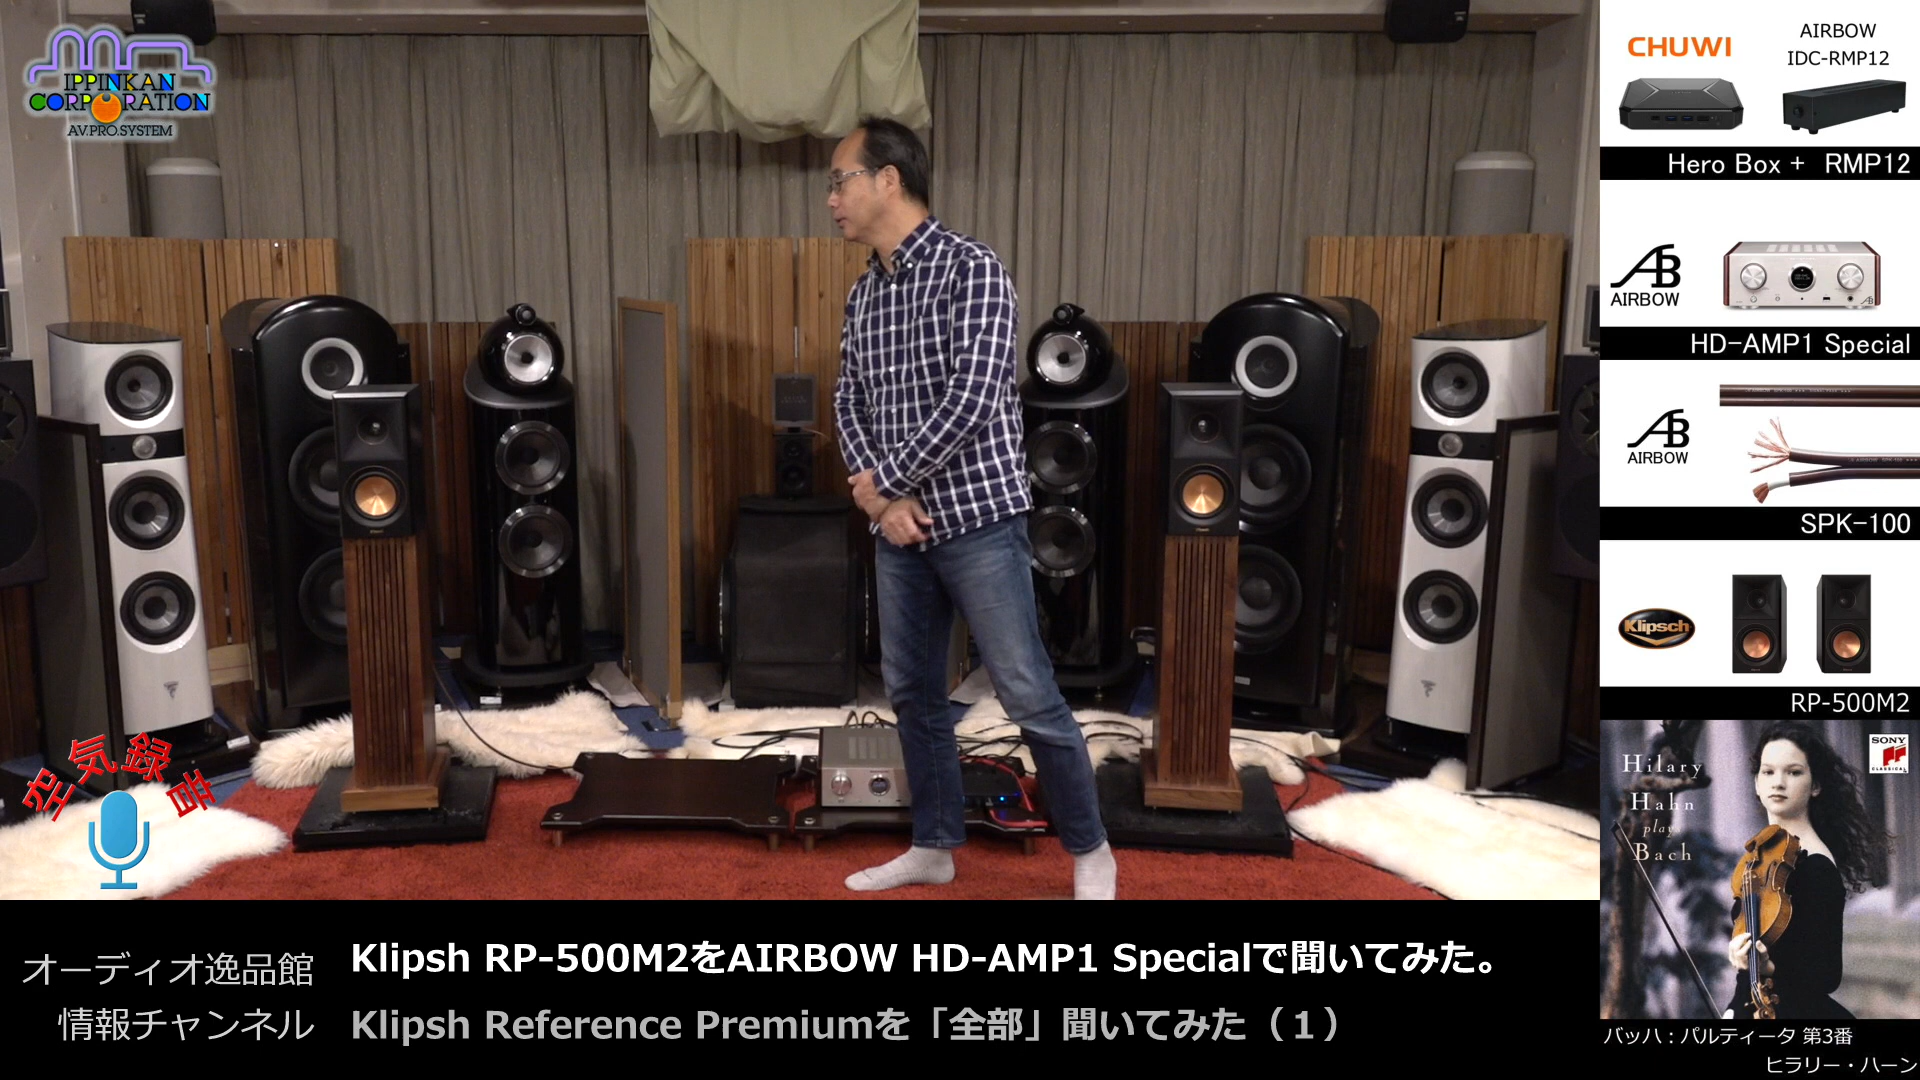 IPPINKAN
CORPORATION
AV.PRO.SYSTEM
空気録音
CHUWI
AIRBOW
IDC-RMP12
Hero Box + RMP12
AIRBOW
HD-AMP1 Special
AIRBOW
SPK-100
Klipsch
RP-500M2
SONY
CLASSICAL
Hilary
Hahn
plays
Bach
バッハ：パルティータ 第3番
ヒラリー・ハーン
オーディオ逸品館
情報チャンネル
Klipsh RP-500M2をAIRBOW HD-AMP1 Specialで聞いてみた。
Klipsh Reference Premiumを「全部」聞いてみた（１）